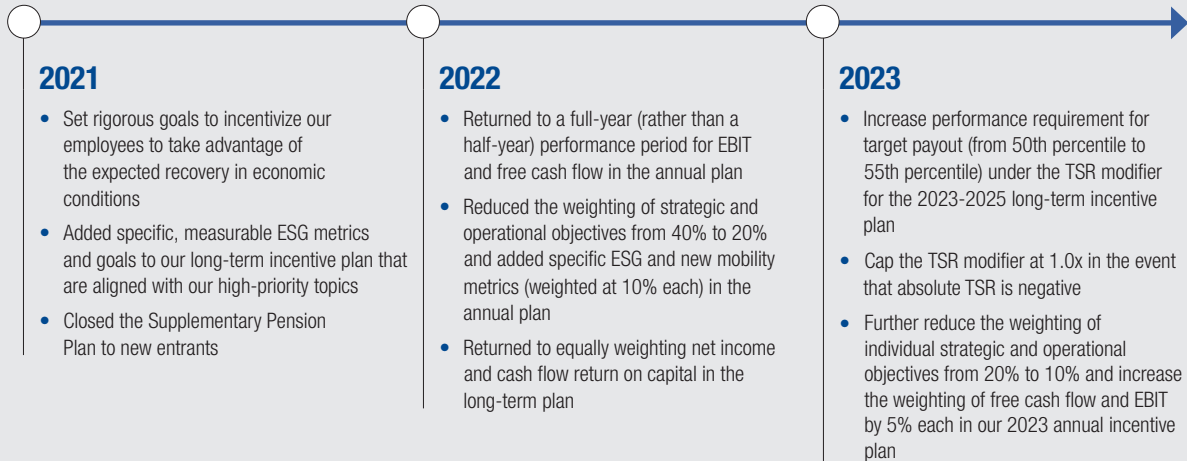 2021
• Set rigorous goals to incentivize our
employees to take advantage of
the expected recovery in economic
conditions
• Added specific, measurable ESG metrics
and goals to our long-term incentive plan that
are aligned with our high-priority topics
• Closed the Supplementary Pension
Plan to new entrants
2022
• Returned to a full-year (rather than a
half-year) performance period for EBIT
and free cash flow in the annual plan
• Reduced the weighting of strategic and
operational objectives from 40% to 20%
and added specific ESG and new mobility
metrics (weighted at 10% each) in the
annual plan
• Returned to equally weighting net income
and cash flow return on capital in the
long-term plan
2023
• Increase performance requirement for
target payout (from 50th percentile to
55th percentile) under the TSR modifier
for the 2023-2025 long-term incentive
plan
• Cap the TSR modifier at 1.0x in the event
that absolute TSR is negative
• Further reduce the weighting of
individual strategic and operational
objectives from 20% to 10% and increase
the weighting of free cash flow and EBIT
by 5% each in our 2023 annual incentive
plan